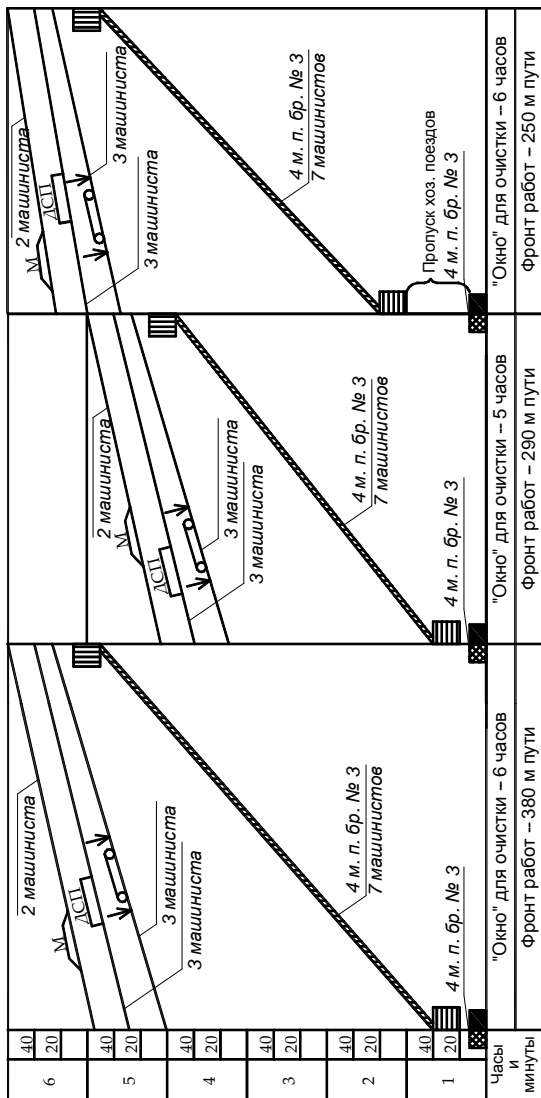 6
40
20
5
40
20
4
40
20
3
40
20
2
40
20
1
40
20
Часы
и
минуты
2 машиниста
М
ДСП
3 машиниста
3 машиниста
4 м. п. бр. № 3
7 машинистов
4 м. п. бр. № 3
"Окно" для очистки – 6 часов
Фронт работ – 380 м пути
2 машиниста
М
ДСП
3 машиниста
3 машиниста
4 м. п. бр. № 3
7 машинистов
4 м. п. бр. № 3
"Окно" для очистки – 5 часов
Фронт работ – 290 м пути
2 машиниста
М
ДСП
3 машиниста
3 машиниста
4 м. п. бр. № 3
7 машинистов
Пропуск хоз. поездов
4 м. п. бр. № 3
"Окно" для очистки – 6 часов
Фронт работ – 250 м пути